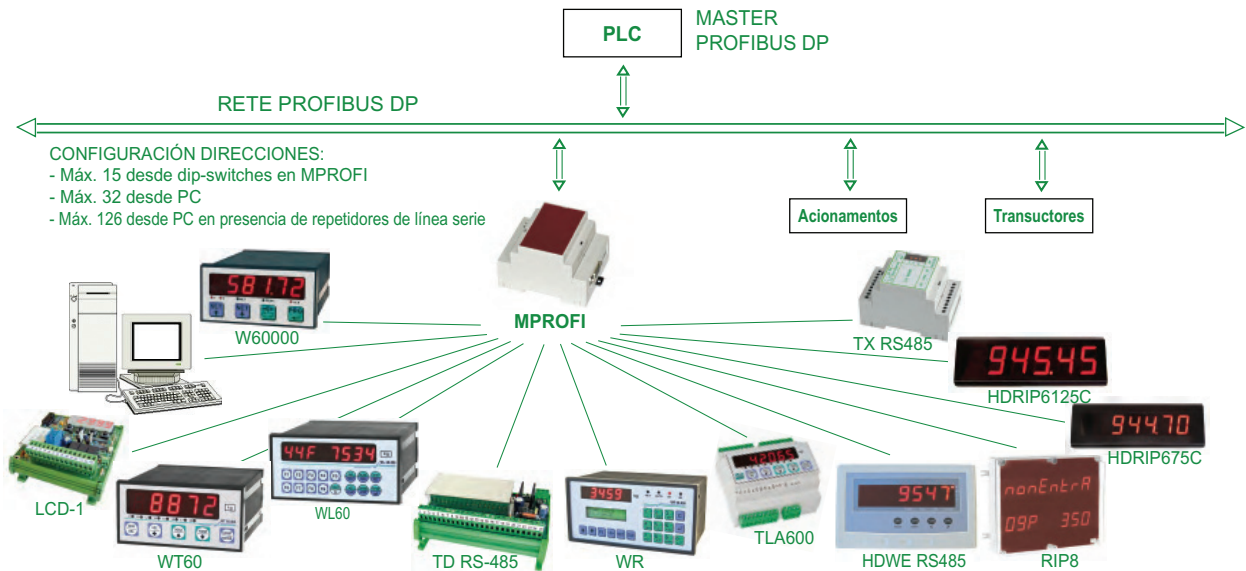 PLC
MASTER
PROFIBUS DP
RETE PROFIBUS DP
CONFIGURACIÓN DIRECCIONES:
- Máx. 15 desde dip-switches en MPROFI
- Máx. 32 desde PC
- Máx. 126 desde PC en presencia de repetidores de línea serie
Acionamentos
Transuctores
581.72
W60000
MPROFI
TX RS485
945.45
HDRIP6125C
944.70
HDRIP675C
LCD-1
8872
WT60
44F 7534
WL60
TD RS-485
3459
WR
42065
TLA600
9547
HDWE RS485
nonEntrA
09P 350
RIP8